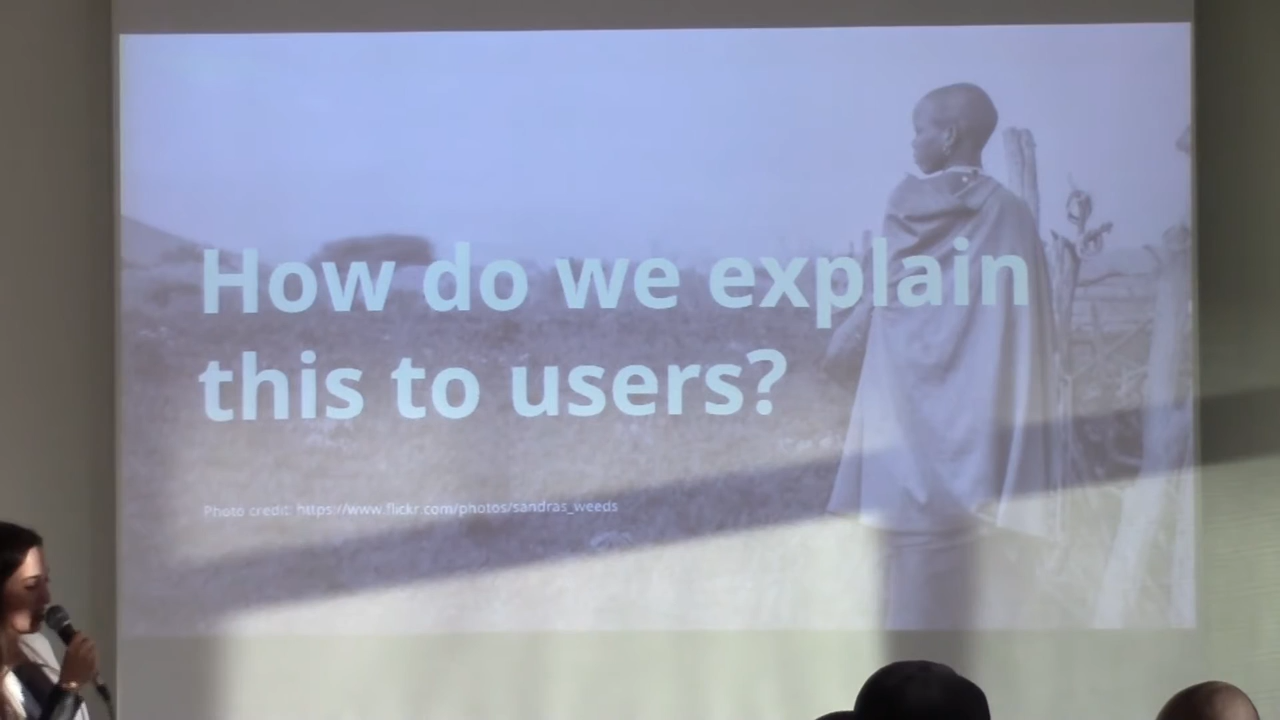 How do we explain
this to users?
Photo credit: https://www.flickr.com/photos/sandras_weeds